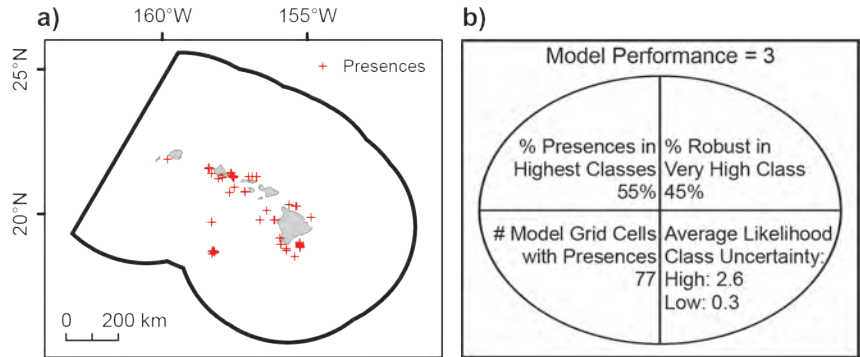 a)
160°W
155°W
25°N
20°N
Presences
0 200 km
b)
Model Performance = 3
% Presences in
Highest Classes
55%
% Robust in
Very High Class
45%
# Model Grid Cells
with Presences
77
Average Likelihood
Class Uncertainty:
High: 2.6
Low: 0.3